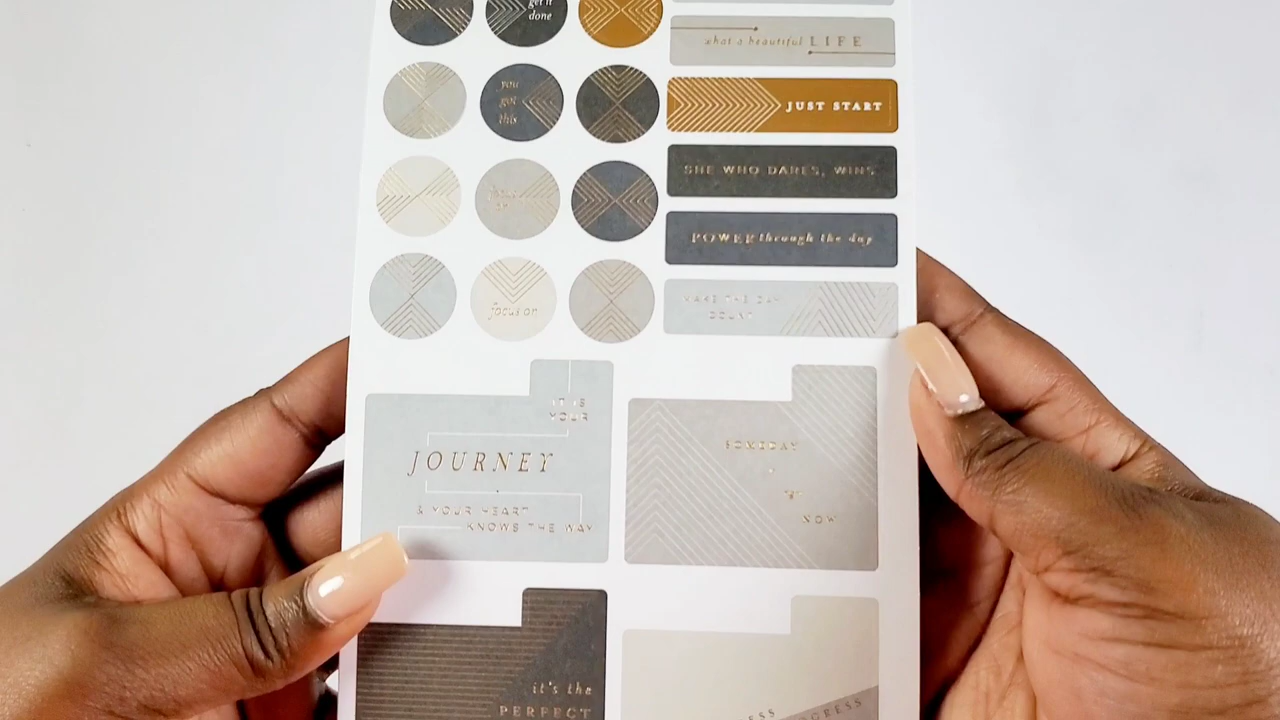 get it
done
what a beautiful LIFE
you
got
this
JUST START
SHE WHO DARES, WINS
focus
on
POWER through the day
focus on
MAKE THE DAY
COUNT
IT IS
YOUR
JOURNEY
& YOUR HEART
KNOWS THE WAY
SOMEDAY
NOW
it's the
PERFECT